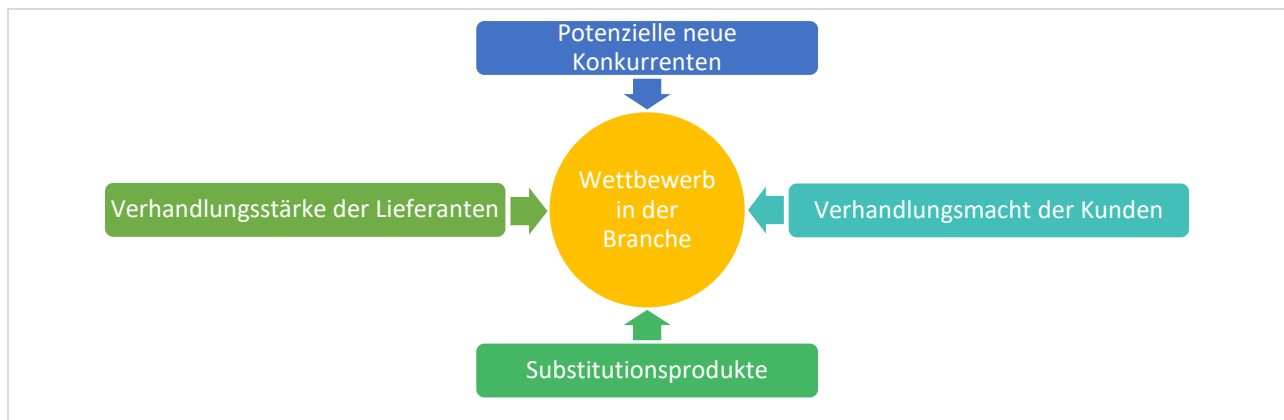 Potenzielle neue
Konkurrenten
Verhandlungsstärke der Lieferanten
Wettbewerb
in der
Branche
Verhandlungsmacht der Kunden
Substitutionsprodukte